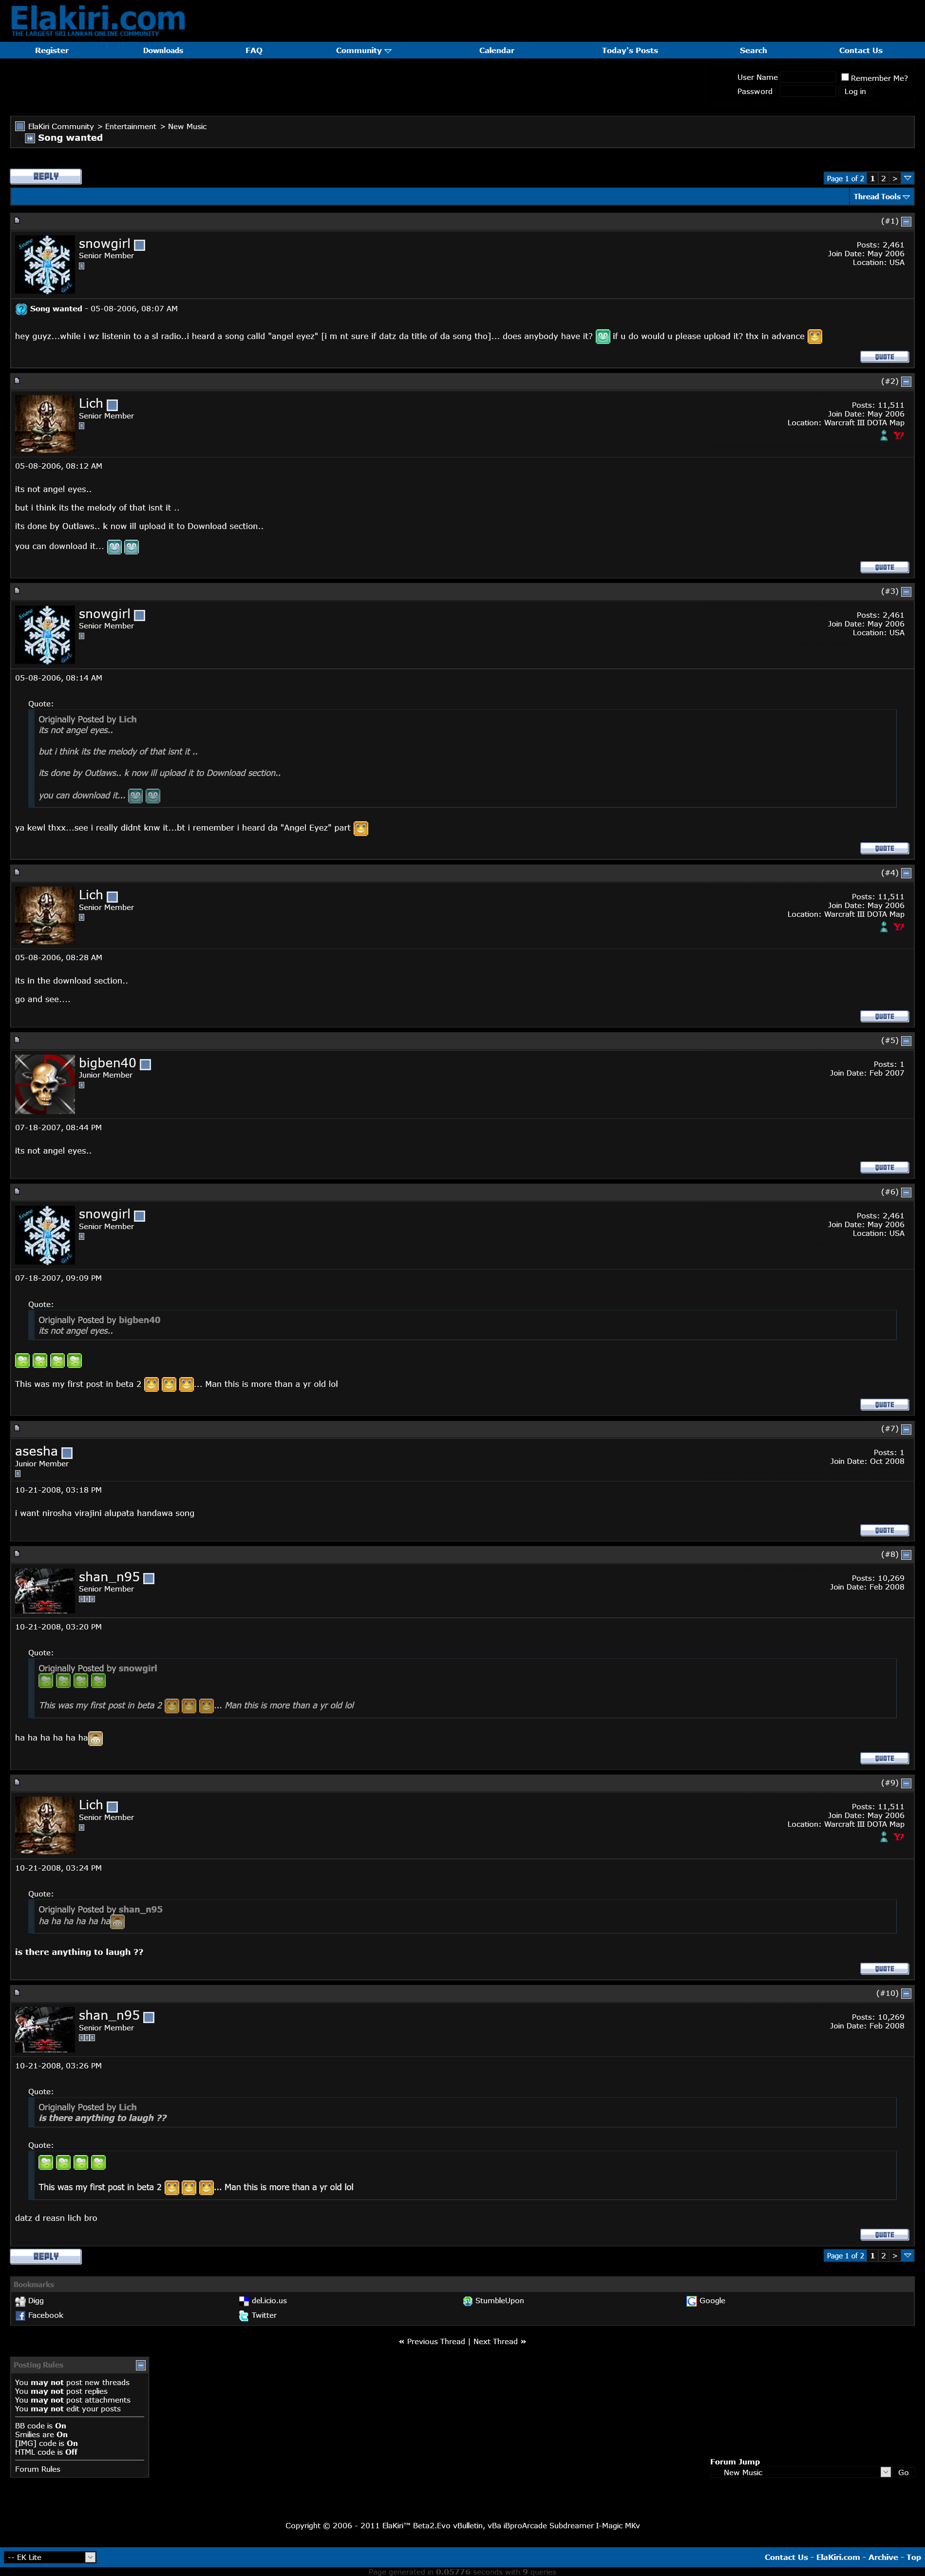 Elakiri.com
THE LARGEST SRI LANKAN ONLINE COMMUNITY
Register Downloads FAQ Community Calendar Today's Posts Search Contact Us
User Name Remember Me?
Password Log in
ElaKiri Community > Entertainment > New Music
Song wanted
REPLY
Page 1 of 2 1 2 >
Thread Tools
(#1)
snowgirl
Senior Member
Posts: 2,461
Join Date: May 2006
Location: USA
Song wanted - 05-08-2006, 08:07 AM
hey guyz...while i wz listenin to a sl radio..i heard a song calld "angel eyez" [i m nt sure if datz da title of da song tho]... does anybody have it? if u do would u please upload it? thx in advance
QUOTE
(#2)
Lich
Senior Member
Posts: 11,511
Join Date: May 2006
Location: Warcraft III DOTA Map
05-08-2006, 08:12 AM
its not angel eyes..
but i think its the melody of that isnt it ..
its done by Outlaws.. k now ill upload it to Download section..
you can download it...
QUOTE
(#3)
snowgirl
Senior Member
Posts: 2,461
Join Date: May 2006
Location: USA
05-08-2006, 08:14 AM
Quote:
Originally Posted by Lich
its not angel eyes..
but i think its the melody of that isnt it ..
its done by Outlaws.. k now ill upload it to Download section..
you can download it...
ya kewl thxx...see i really didnt knw it...bt i remember i heard da "Angel Eyez" part
QUOTE
(#4)
Lich
Senior Member
Posts: 11,511
Join Date: May 2006
Location: Warcraft III DOTA Map
05-08-2006, 08:28 AM
its in the download section..
go and see....
QUOTE
(#5)
bigben40
Junior Member
Posts: 1
Join Date: Feb 2007
07-18-2007, 08:44 PM
its not angel eyes..
QUOTE
(#6)
snowgirl
Senior Member
Posts: 2,461
Join Date: May 2006
Location: USA
07-18-2007, 09:09 PM
Quote:
Originally Posted by bigben40
its not angel eyes..
This was my first post in beta 2 ... Man this is more than a yr old lol
QUOTE
(#7)
asesha
Junior Member
Posts: 1
Join Date: Oct 2008
10-21-2008, 03:18 PM
i want nirosha virajini alupata handawa song
QUOTE
(#8)
shan_n95
Senior Member
Posts: 10,269
Join Date: Feb 2008
10-21-2008, 03:20 PM
Quote:
Originally Posted by snowgirl
This was my first post in beta 2 ... Man this is more than a yr old lol
ha ha ha ha ha ha
QUOTE
(#9)
Lich
Senior Member
Posts: 11,511
Join Date: May 2006
Location: Warcraft III DOTA Map
10-21-2008, 03:24 PM
Quote:
Originally Posted by shan_n95
ha ha ha ha ha ha
is there anything to laugh ??
QUOTE
(#10)
shan_n95
Senior Member
Posts: 10,269
Join Date: Feb 2008
10-21-2008, 03:26 PM
Quote:
Originally Posted by Lich
is there anything to laugh ??
Quote:
This was my first post in beta 2 ... Man this is more than a yr old lol
datz d reasn lich bro
QUOTE
REPLY
Page 1 of 2 1 2 >
Bookmarks
Digg del.icio.us StumbleUpon Google
Facebook Twitter
« Previous Thread | Next Thread »
Posting Rules
You may not post new threads
You may not post replies
You may not post attachments
You may not edit your posts
BB code is On
Smilies are On
[IMG] code is On
HTML code is Off
Forum Rules
Forum Jump
New Music Go
Copyright © 2006 - 2011 ElaKiri™ Beta2.Evo vBulletin, vBa iBproArcade Subdreamer I-Magic MKv
-- EK Lite
Contact Us - ElaKiri.com - Archive - Top
Page generated in 0.05776 seconds with 9 queries